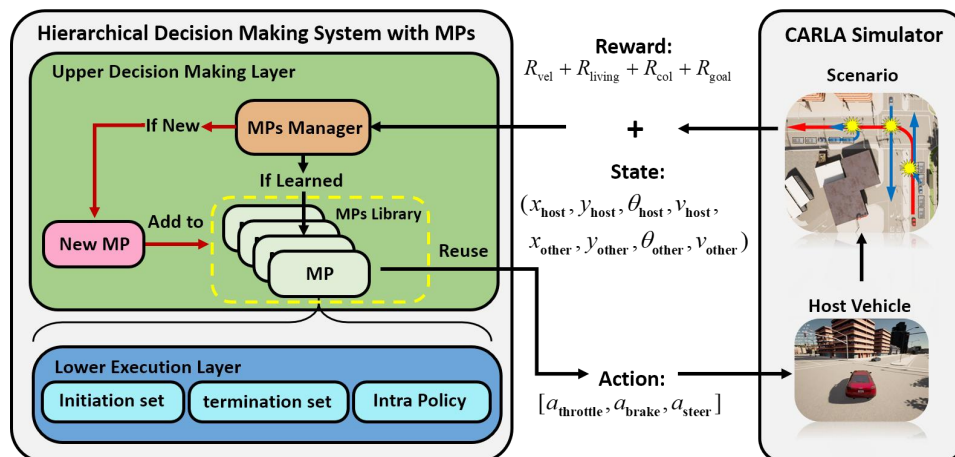 Hierarchical Decision Making System with MPs
Upper Decision Making Layer
If New
MPs Manager
If Learned
MPs Library
New MP
Add to
MP
Reuse
Lower Execution Layer
Initiation set
termination set
Intra Policy
Reward:
R_vel + R_living + R_col + R_goal
+
State:
(x_host, y_host, θ_host, v_host,
x_other, y_other, θ_other, v_other)
Action:
[a_throttle, a_brake, a_steer]
CARLA Simulator
Scenario
Host Vehicle